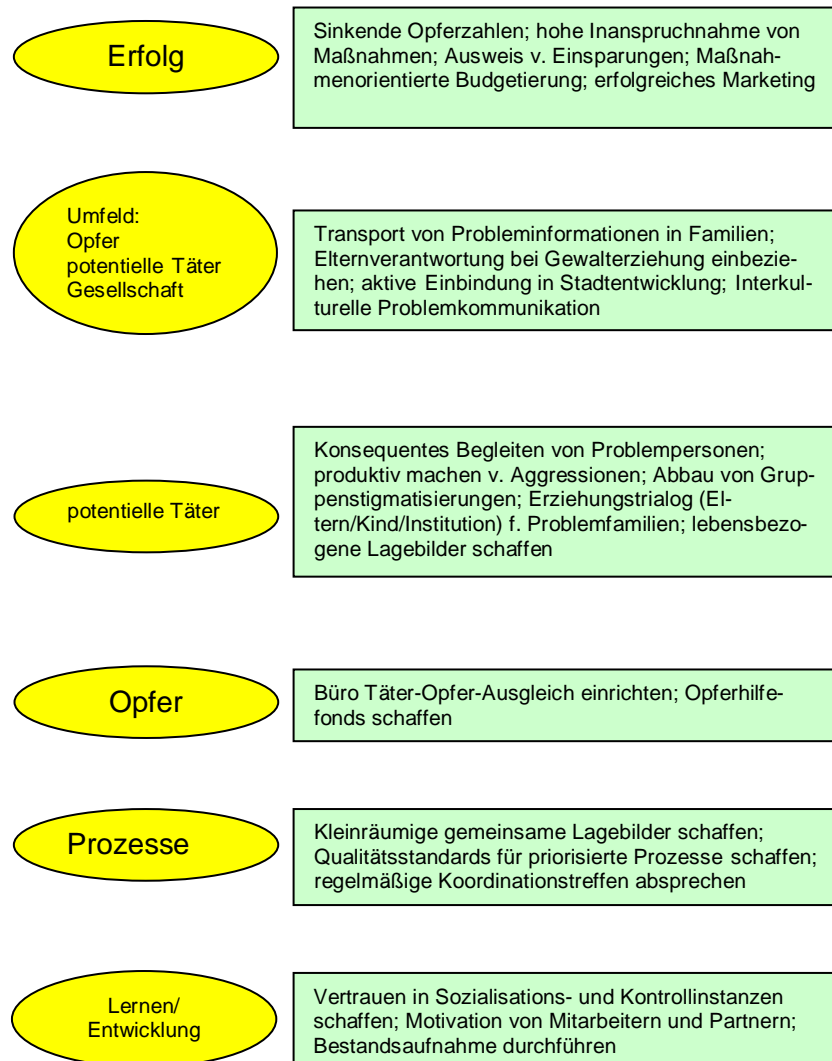 Erfolg
Sinkende Opferzahlen; hohe Inanspruchnahme von
Maßnahmen; Ausweis v. Einsparungen; Maßnah-
menorientierte Budgetierung; erfolgreiches Marketing
Umfeld:
Opfer
potentielle Täter
Gesellschaft
Transport von Probleminformationen in Familien;
Elternverantwortung bei Gewalterziehung einbezie-
hen; aktive Einbindung in Stadtentwicklung; Interkul-
turelle Problemkommunikation
potentielle Täter
Konsequentes Begleiten von Problempersonen;
produktiv machen v. Aggressionen; Abbau von Grup-
penstigmatisierungen; Erziehungstrialog (El-
tern/Kind/Institution) f. Problemfamilien; lebensbezo-
gene Lagebilder schaffen
Opfer
Büro Täter-Opfer-Ausgleich einrichten; Opferhilfe-
fonds schaffen
Prozesse
Kleinräumige gemeinsame Lagebilder schaffen;
Qualitätsstandards für priorisierte Prozesse schaffen;
regelmäßige Koordinationstreffen absprechen
Lernen/
Entwicklung
Vertrauen in Sozialisations- und Kontrollinstanzen
schaffen; Motivation von Mitarbeitern und Partnern;
Bestandsaufnahme durchführen